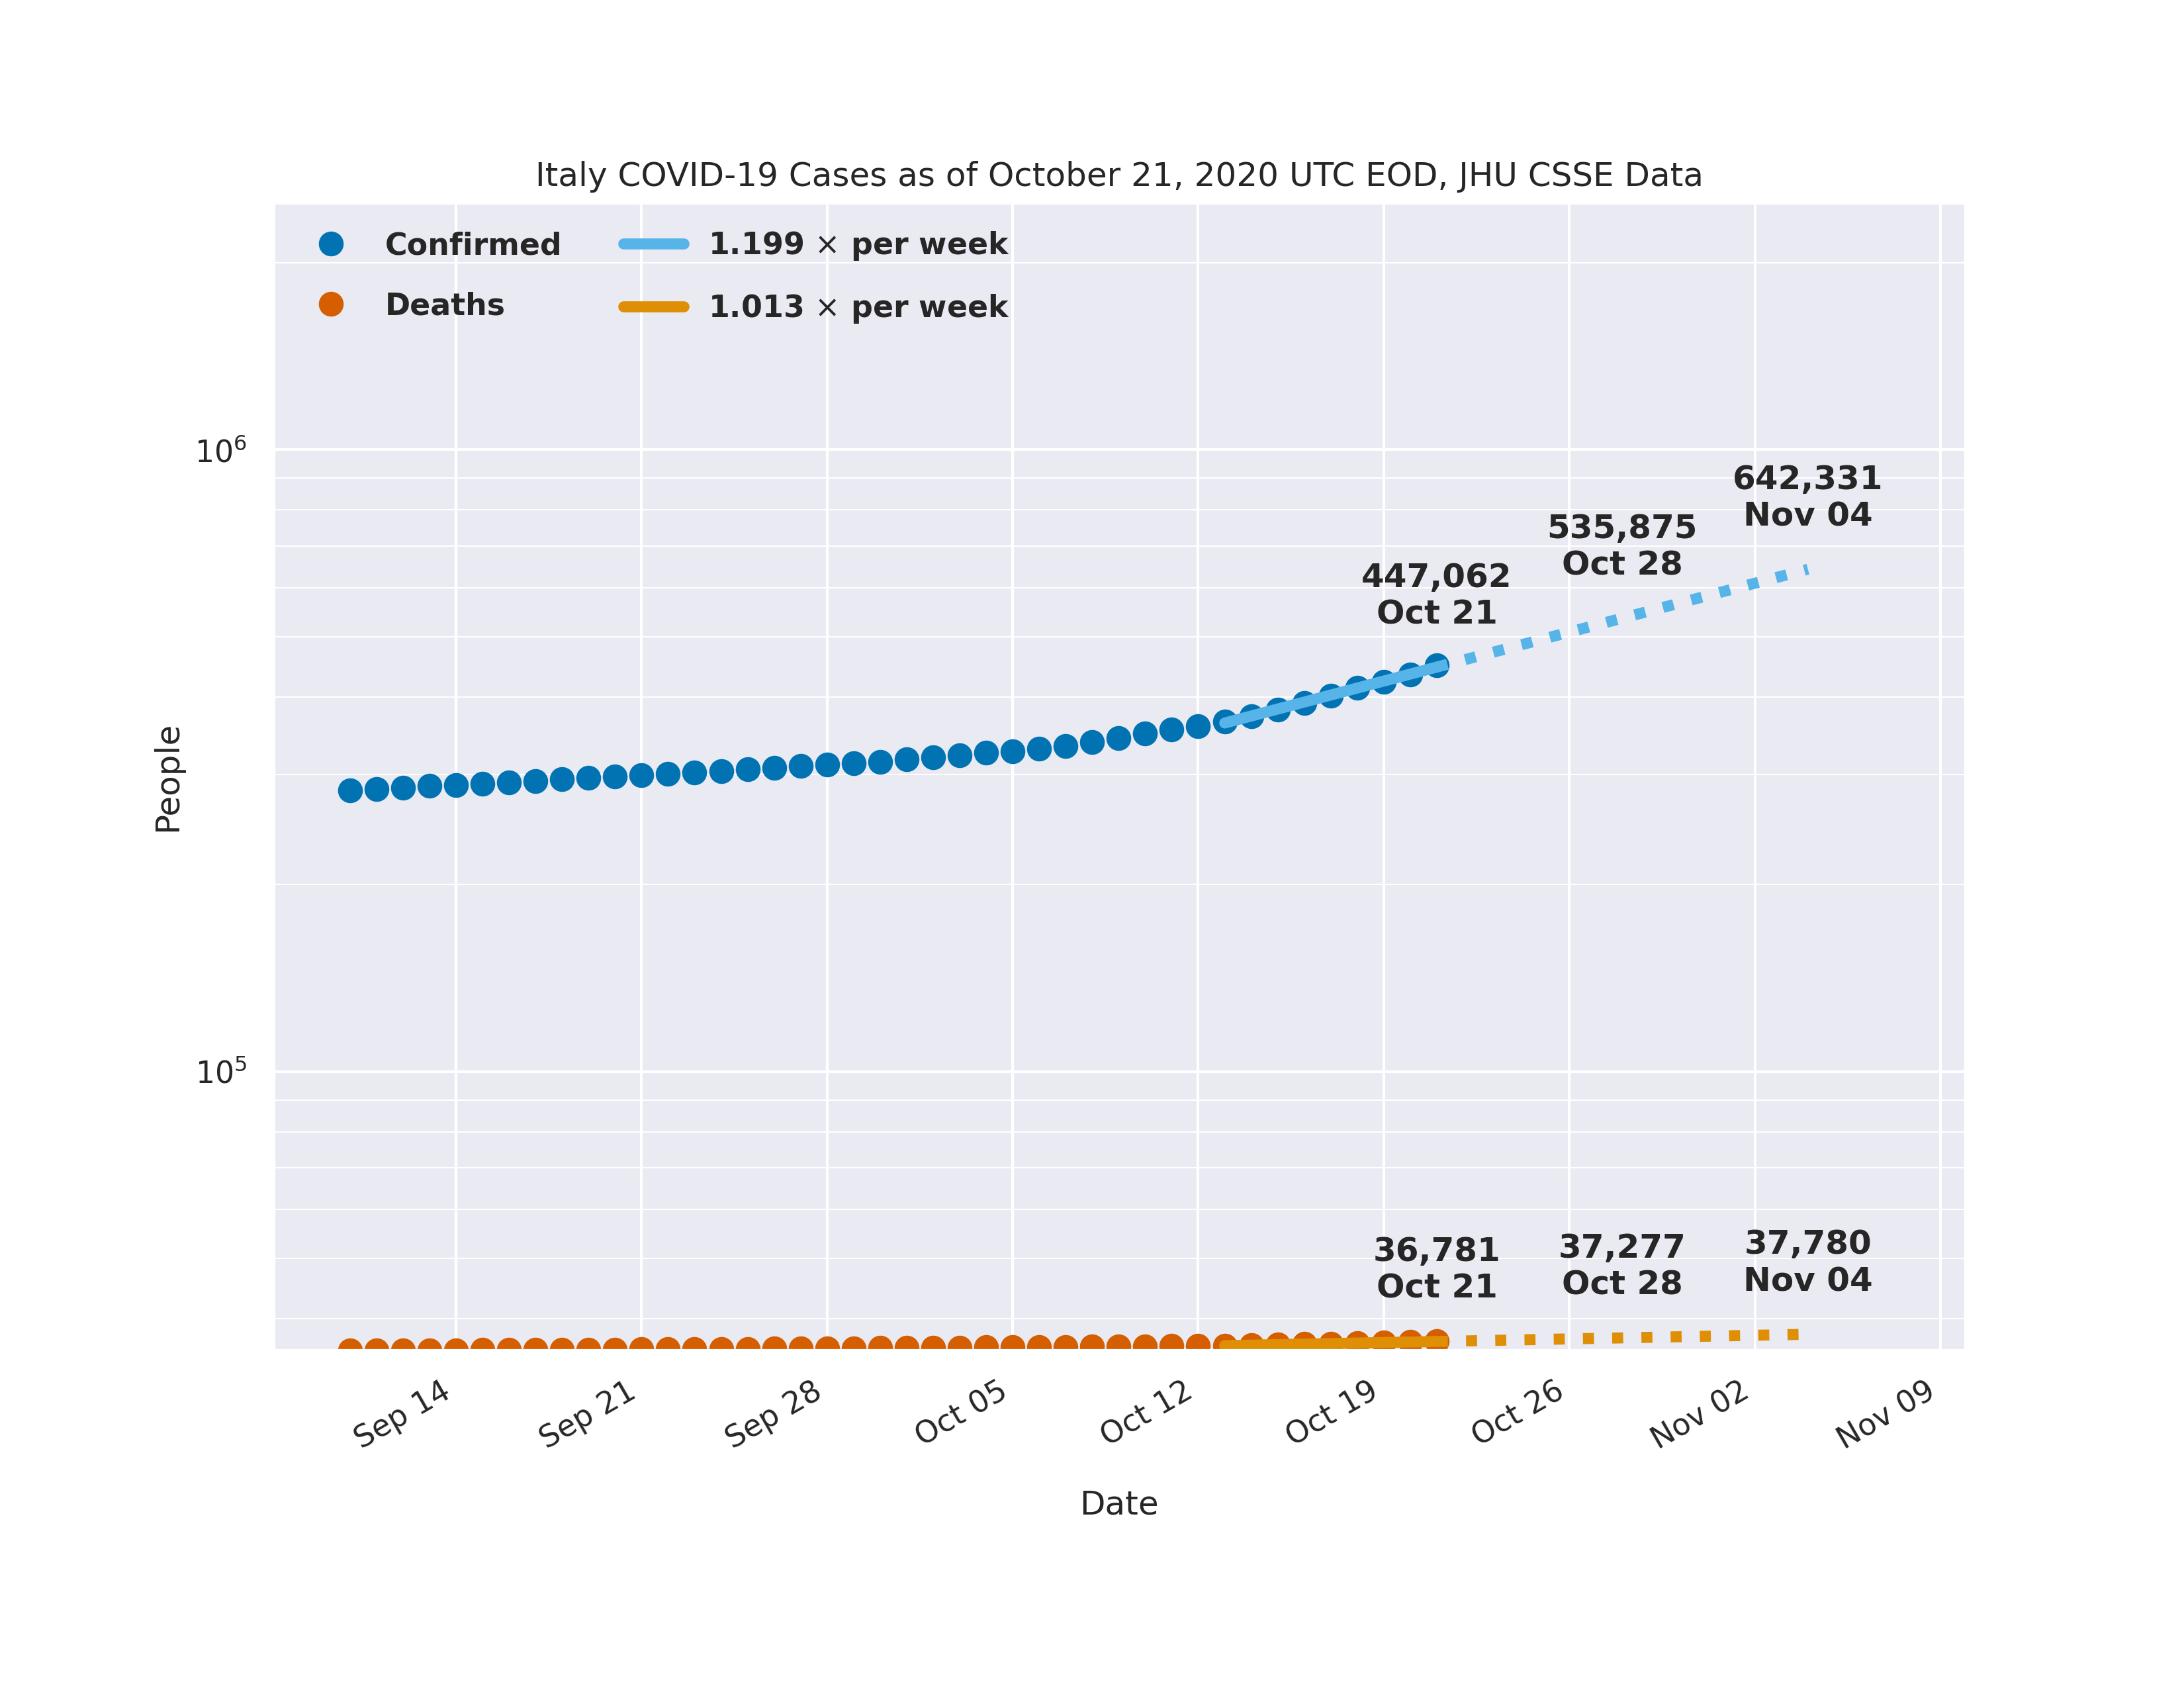 Italy COVID-19 Cases as of October 21, 2020 UTC EOD, JHU CSSE Data
Confirmed
Deaths
1.199 × per week
1.013 × per week
10⁶
10⁵
People
642,331
Nov 04
535,875
Oct 28
447,062
Oct 21
36,781
Oct 21
37,277
Oct 28
37,780
Nov 04
Sep 14
Sep 21
Sep 28
Oct 05
Oct 12
Oct 19
Oct 26
Nov 02
Nov 09
Date